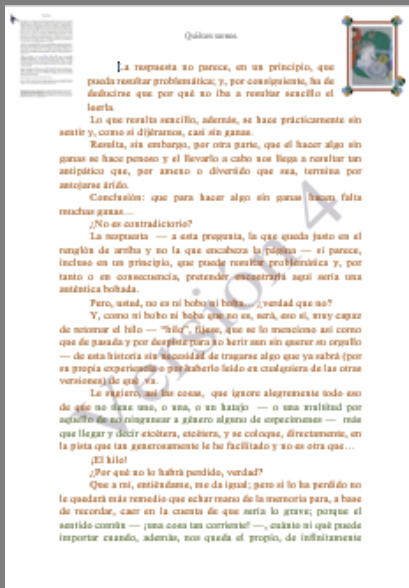 Quiénes somos
La respuesta no parece, en un principio, que
pueda resultar problemática; y, por consiguiente, ha de
deducirse que por qué no iba a resultar sencillo el
leerla.
Lo que resulta sencillo, además, se hace prácticamente sin
sentir y, como si dijéramos, casi sin ganas.
Resulta, sin embargo, por otra parte, que el hacer algo sin
ganas se hace penoso y el llevarlo a cabo nos llega a resultar tan
antipático que, por ameno o divertido que sea, termina por
antojarse árido.
Conclusión: que para hacer algo sin ganas hacen falta
muchas ganas...
¿No es contradictorio?
La respuesta — a esta pregunta, la que queda justo en el
renglón de arriba y no la que encabeza la página — sí parece,
incluso en un principio, que puede resultar problemática y, por
tanto o en consecuencia, pretender encontrarla aquí sería una
auténtica bobada.
Pero, usted, no es ni bobo ni boba... ¿verdad que no?
Y, como ni bobo ni boba que no es, será, eso sí, muy capaz
de retomar el hilo — "hilo", fíjese, que se lo menciono así como
que de pasada y por despiste para no herir aun sin querer su orgullo
— de esta historia sin necesidad de tragarse algo que ya sabrá (por
su propia experiencia o por haberlo leído en cualquiera de las otras
versiones) de qué va.
Le sugiero, así las cosas, que ignore alegremente todo eso
de que no tiene uno, o una, o un hatajo — o una multitud por
aquello de no ningunear a género alguno de especímenes — más
que llegar y decir etcétera, etcétera, y se coloque, directamente, en
la pista que tan generosamente le he facilitado y no es otra que...
¡El hilo!
¿Por qué no lo habrá perdido, verdad?
Que a mí, entiéndame, me da igual; pero si lo ha perdido no
le quedará más remedio que echar mano de la memoria para, a base
de recordar, caer en la cuenta de que sería lo grave; porque el
sentido común — ¡una cosa tan corriente! —, cuánto ni qué puede
importar cuando, además, nos queda el propio, de infinitamente
Versión 4